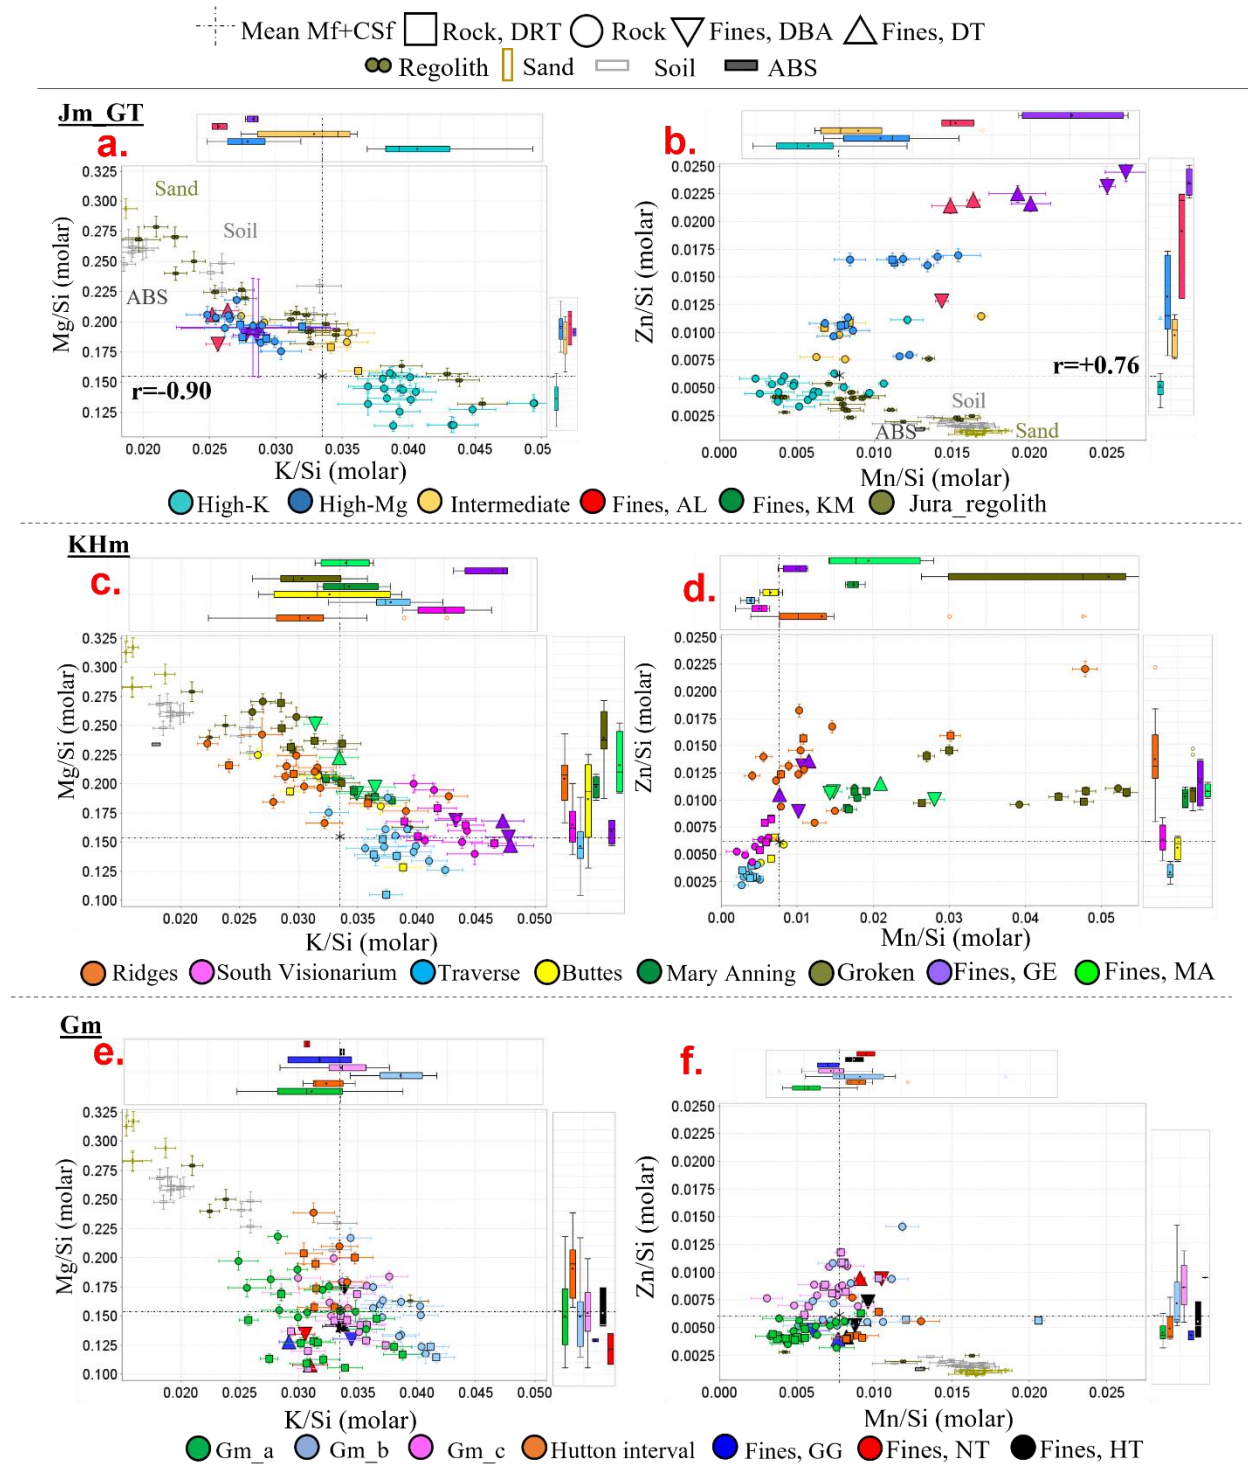 Mean Mf+CSf Rock, DRT Rock Fines, DBA Fines, DT
Regolith Sand Soil ABS
Jm_GT
a.
b.
0.325
0.300
0.275
0.250
0.225
0.200
0.175
0.150
0.125
Mg/Si (molar)
Sand
Soil
ABS
r=-0.90
0.020 0.025 0.030 0.035 0.040 0.045 0.050
K/Si (molar)
0.0250
0.0225
0.0200
0.0175
0.0150
0.0125
0.0100
0.0075
0.0050
0.0025
Zn/Si (molar)
r=+0.76
Soil
ABS
Sand
0.000 0.005 0.010 0.015 0.020 0.025
Mn/Si (molar)
High-K High-Mg Intermediate Fines, AL Fines, KM Jura_regolith
KHm
c.
d.
0.325
0.300
0.275
0.250
0.225
0.200
0.175
0.150
0.125
0.100
Mg/Si (molar)
0.020 0.025 0.030 0.035 0.040 0.045 0.050
K/Si (molar)
0.0250
0.0225
0.0200
0.0175
0.0150
0.0125
0.0100
0.0075
0.0050
0.0025
Zn/Si (molar)
0.00 0.01 0.02 0.03 0.04 0.05
Mn/Si (molar)
Ridges South Visionarium Traverse Buttes Mary Anning Groken Fines, GE Fines, MA
Gm
e.
f.
0.325
0.300
0.275
0.250
0.225
0.200
0.175
0.150
0.125
0.100
Mg/Si (molar)
0.020 0.025 0.030 0.035 0.040 0.045 0.050
K/Si (molar)
0.0250
0.0225
0.0200
0.0175
0.0150
0.0125
0.0100
0.0075
0.0050
0.0025
Zn/Si (molar)
0.000 0.005 0.010 0.015 0.020 0.025
Mn/Si (molar)
Gm_a Gm_b Gm_c Hutton interval Fines, GG Fines, NT Fines, HT